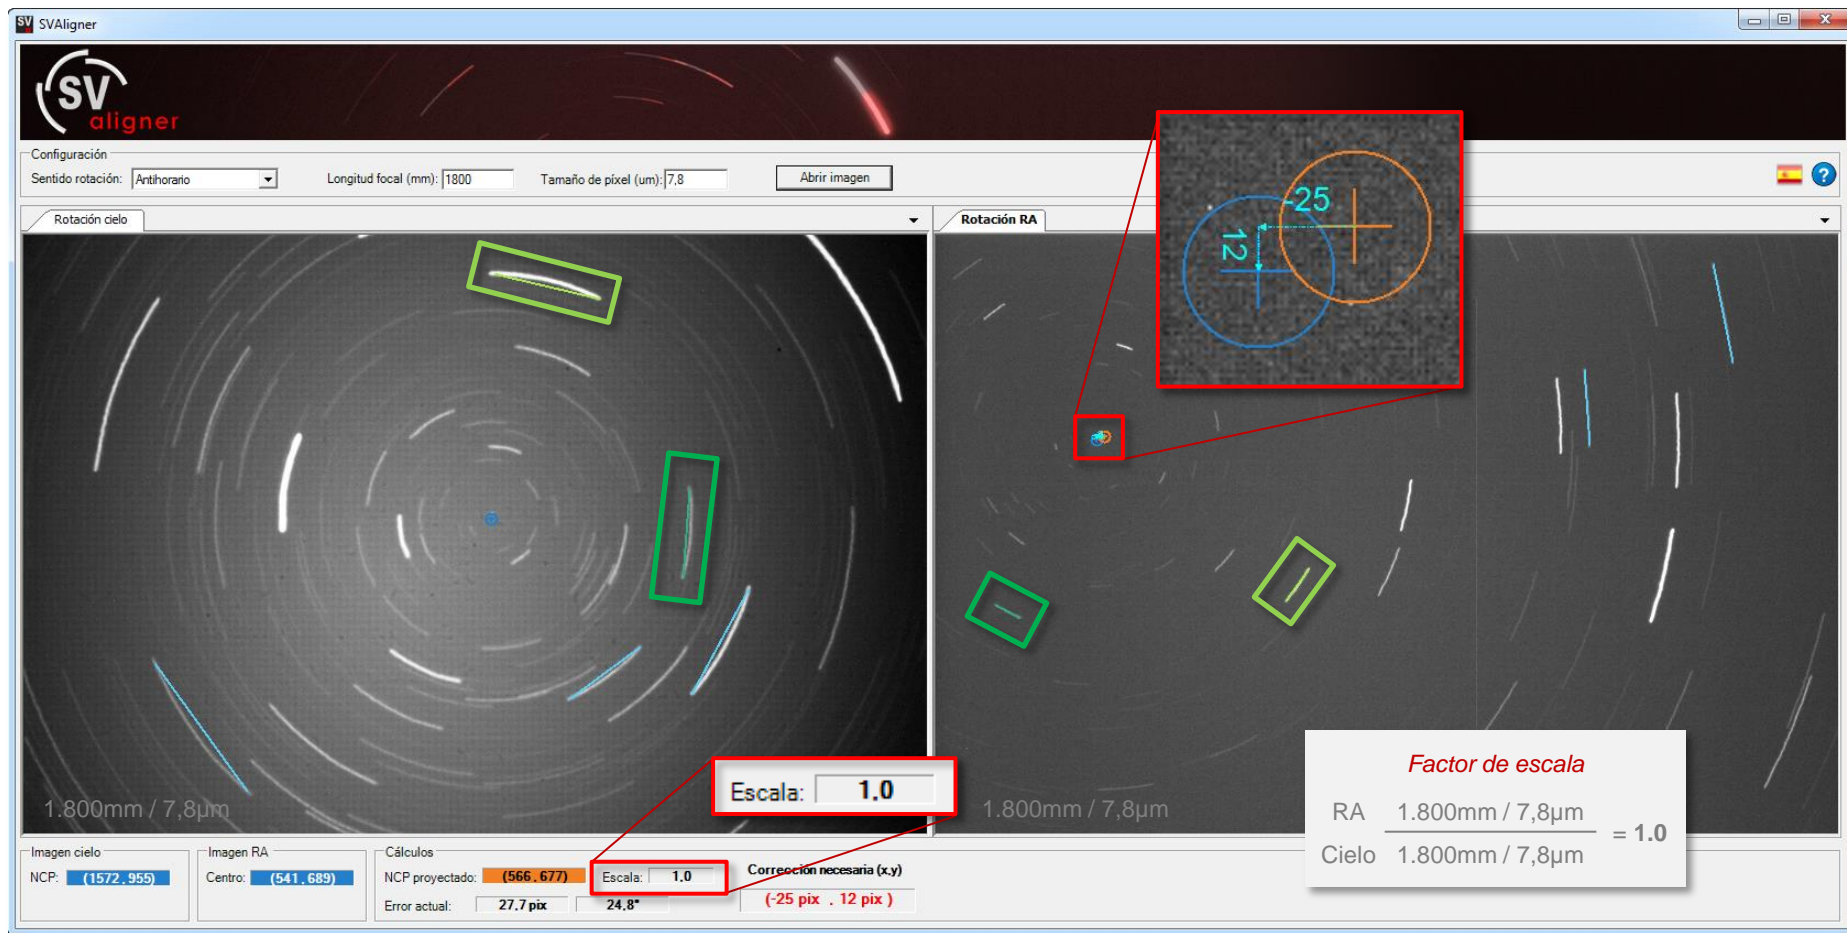 SV SVAligner
SV
aligner
Configuración
Sentido rotación: Antihorario
Longitud focal (mm): 1800
Tamaño de píxel (um): 7,8
Abrir imagen
?
Rotación cielo
Rotación RA
-25
12
1.800mm / 7,8µm
Escala: 1.0
1.800mm / 7,8µm
Factor de escala
RA 1.800mm / 7,8µm
= 1.0
Cielo 1.800mm / 7,8µm
Imagen cielo
NCP: (1572 , 955)
Imagen RA
Centro: (541 , 689)
Cálculos
NCP proyectado: (566 , 677)
Escala: 1.0
Error actual: 27,7 pix 24,8"
Corrección necesaria (x,y)
(-25 pix , 12 pix )